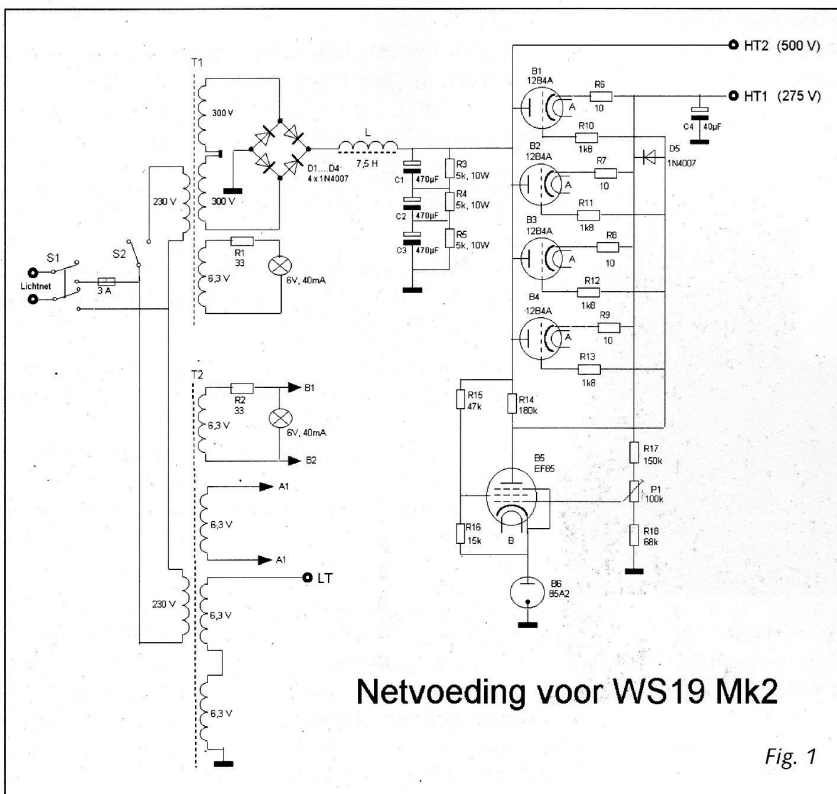 T1
300 V
300 V
230 V
6,3 V
R1
33
6V, 40mA
D1....D4:
4 x 1N4007
L
7,5 H
C1
470µF
C2
470µF
C3
470µF
R3
5k, 10W
R4
5k, 10W
R5
5k, 10W
HT2 (500 V)
HT1 (275 V)
B1
12B4A
A
R6
10
R10
1k8
C4
40µF
D5
1N4007
B2
12B4A
A
R7
10
R11
1k8
B3
12B4A
A
R8
10
R12
1k8
B4
12B4A
A
R9
10
R13
1k8
S1
S2
Lichtnet
3 A
T2
6,3 V
R2
33
B1
6V, 40mA
B2
A1
6,3 V
A1
LT
230 V
6,3 V
6,3 V
R15
47k
R14
180k
B5
EF85
R16
15k
B
B6
85A2
R17
150k
P1
100k
R18
68k
Netvoeding voor WS19 Mk2
Fig. 1